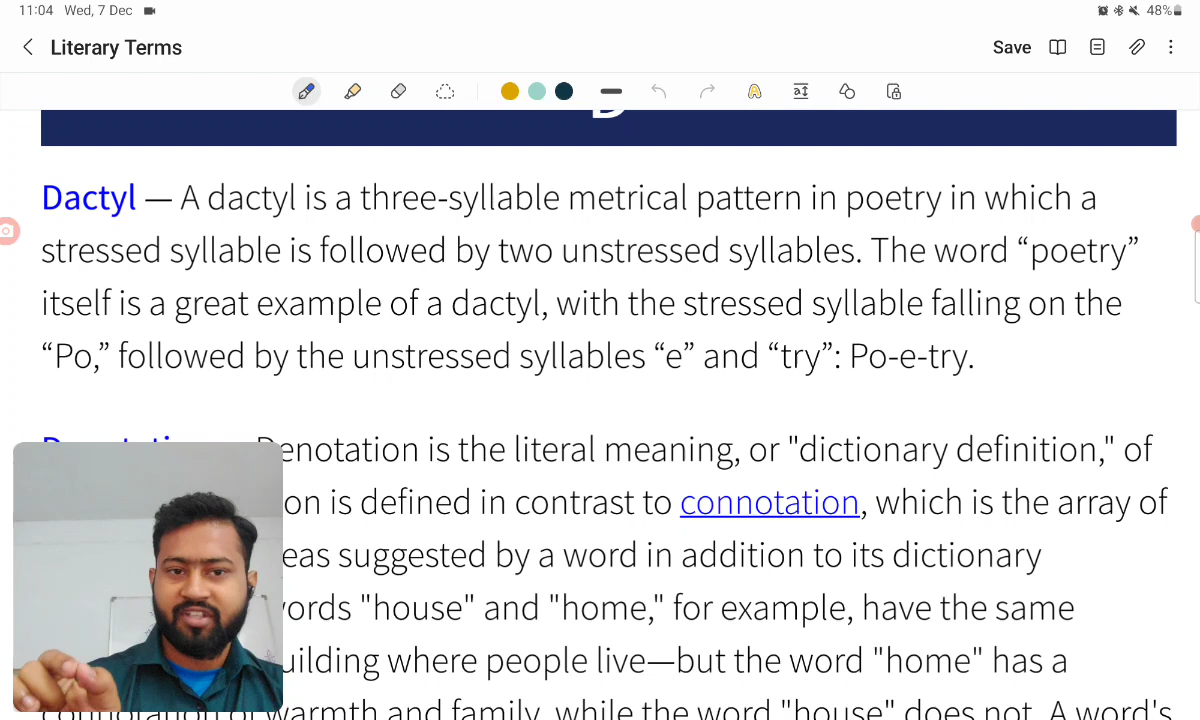 11:04 Wed, 7 Dec 48%
Literary Terms Save
Dactyl — A dactyl is a three-syllable metrical pattern in poetry in which a
stressed syllable is followed by two unstressed syllables. The word “poetry”
itself is a great example of a dactyl, with the stressed syllable falling on the
“Po,” followed by the unstressed syllables “e” and “try”: Po-e-try.
Denotation is the literal meaning, or "dictionary definition," of
is defined in contrast to connotation, which is the array of
suggested by a word in addition to its dictionary
"house" and "home," for example, have the same
where people live—but the word "home" has a
warmth and family, while the word "house" does not. A word's